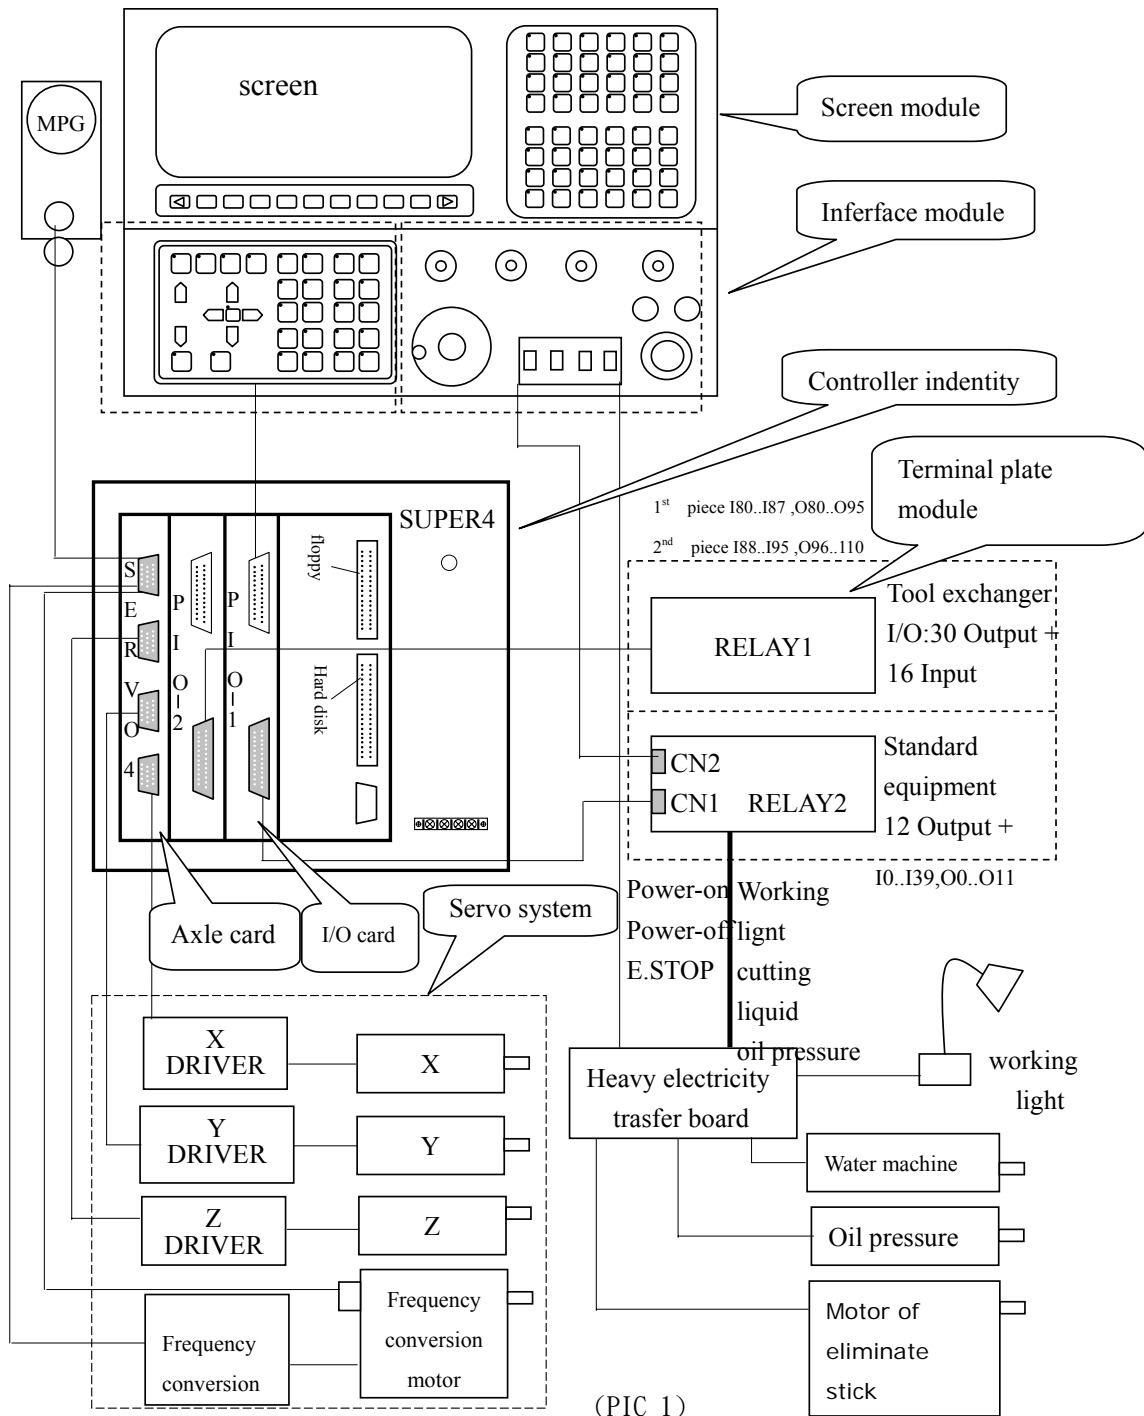 screen
MPG
Screen module
Inferface module
Controller indentity
Terminal plate
module
SUPER4
1st piece I80..I87 ,O80..O95
2nd piece I88..I95 ,O96..110
floppy
Hard disk
S
E
R
V
O
4
P
I
O
–
2
P
I
O
–
1
RELAY1
Tool exchanger
I/O:30 Output +
16 Input
CN2
CN1 RELAY2
Standard
equipment
12 Output +
I0..I39,O0..O11
Axle card
I/O card
Servo system
Power-on
Power-off
E.STOP
Working
lignt
cutting
liquid
oil pressure
X
DRIVER
X
Y
DRIVER
Y
Z
DRIVER
Z
Frequency
conversion
Frequency
conversion
motor
Heavy electricity
trasfer board
working
light
Water machine
Oil pressure
Motor of
eliminate
stick
(PIC 1)